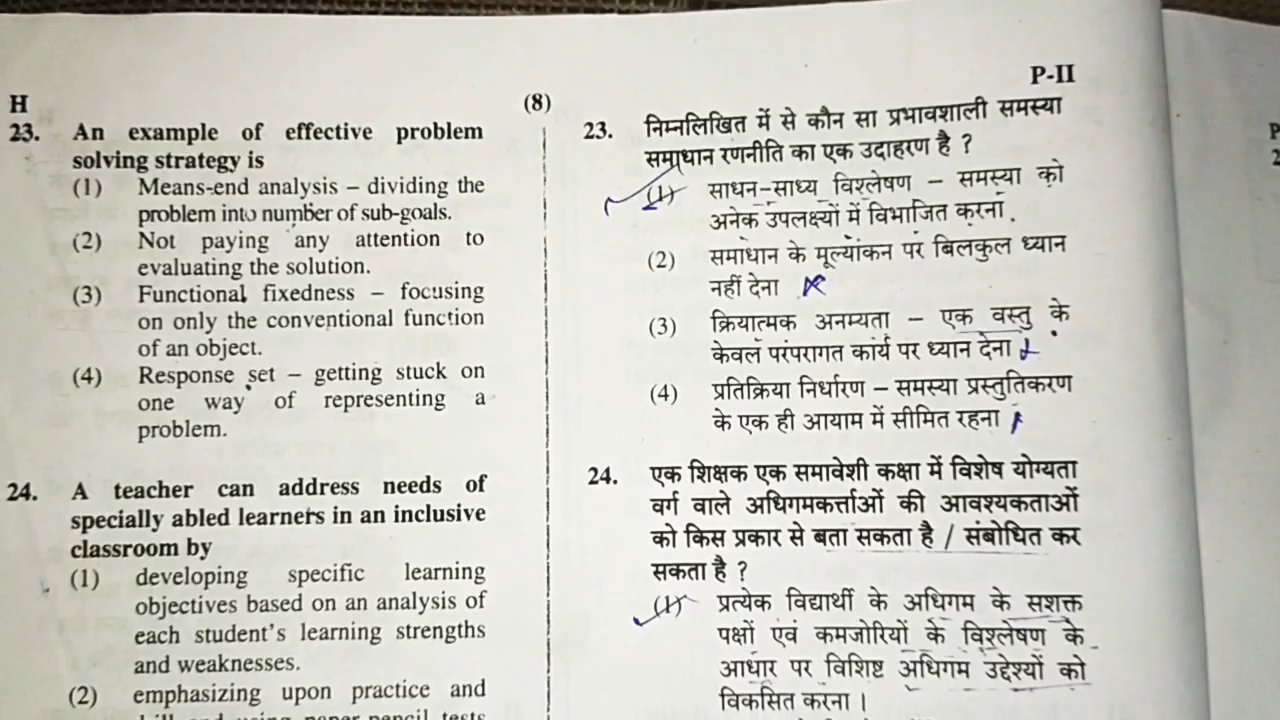 P-II
H
(8)
23. An example of effective problem
solving strategy is
(1) Means-end analysis – dividing the
problem into number of sub-goals.
(2) Not paying any attention to
evaluating the solution.
(3) Functional fixedness – focusing
on only the conventional function
of an object.
(4) Response set – getting stuck on
one way of representing a
problem.
24. A teacher can address needs of
specially abled learners in an inclusive
classroom by
(1) developing specific learning
objectives based on an analysis of
each student's learning strengths
and weaknesses.
(2) emphasizing upon practice and
drill and using paper-pencil tests
23. निम्नलिखित में से कौन सा प्रभावशाली समस्या
समाधान रणनीति का एक उदाहरण है ?
(1) साधन-साध्य विश्लेषण – समस्या को
अनेक उपलक्ष्यों में विभाजित करना.
(2) समाधान के मूल्यांकन पर बिलकुल ध्यान
नहीं देना
(3) क्रियात्मक अनम्यता – एक वस्तु के
केवल परंपरागत कार्य पर ध्यान देना
(4) प्रतिक्रिया निर्धारण – समस्या प्रस्तुतिकरण
के एक ही आयाम में सीमित रहना
24. एक शिक्षक एक समावेशी कक्षा में विशेष योग्यता
वर्ग वाले अधिगमकर्त्ताओं की आवश्यकताओं
को किस प्रकार से बता सकता है / संबोधित कर
सकता है ?
(1) प्रत्येक विद्यार्थी के अधिगम के सशक्त
पक्षों एवं कमजोरियों के विश्लेषण के
आधार पर विशिष्ट अधिगम उद्देश्यों को
विकसित करना ।